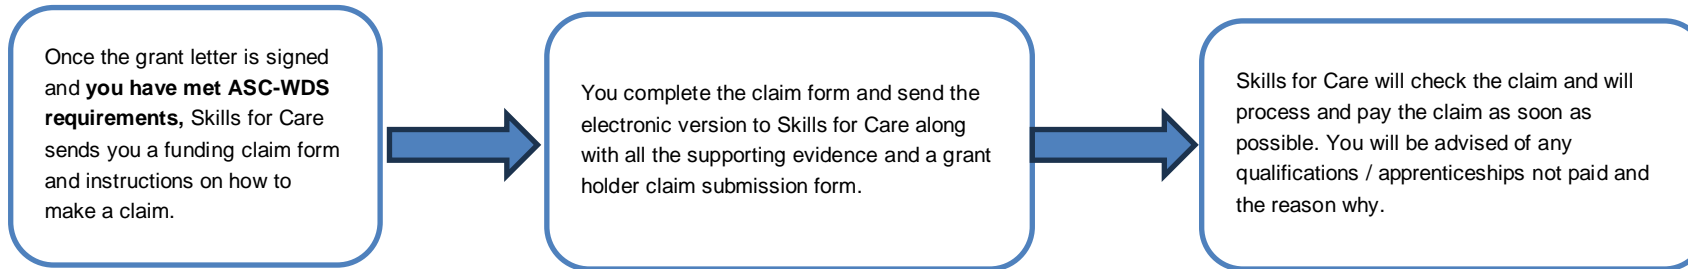 Once the grant letter is signed
and you have met ASC-WDS
requirements, Skills for Care
sends you a funding claim form
and instructions on how to
make a claim.
You complete the claim form and send the
electronic version to Skills for Care along
with all the supporting evidence and a grant
holder claim submission form.
Skills for Care will check the claim and will
process and pay the claim as soon as
possible. You will be advised of any
qualifications / apprenticeships not paid and
the reason why.